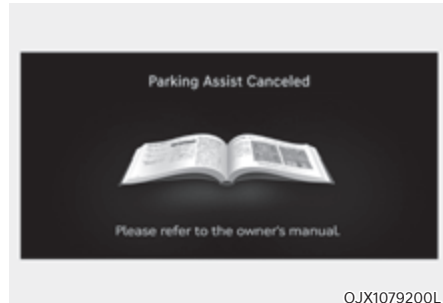 Parking Assist Canceled
Please refer to the owner's manual.
OJX1079200L